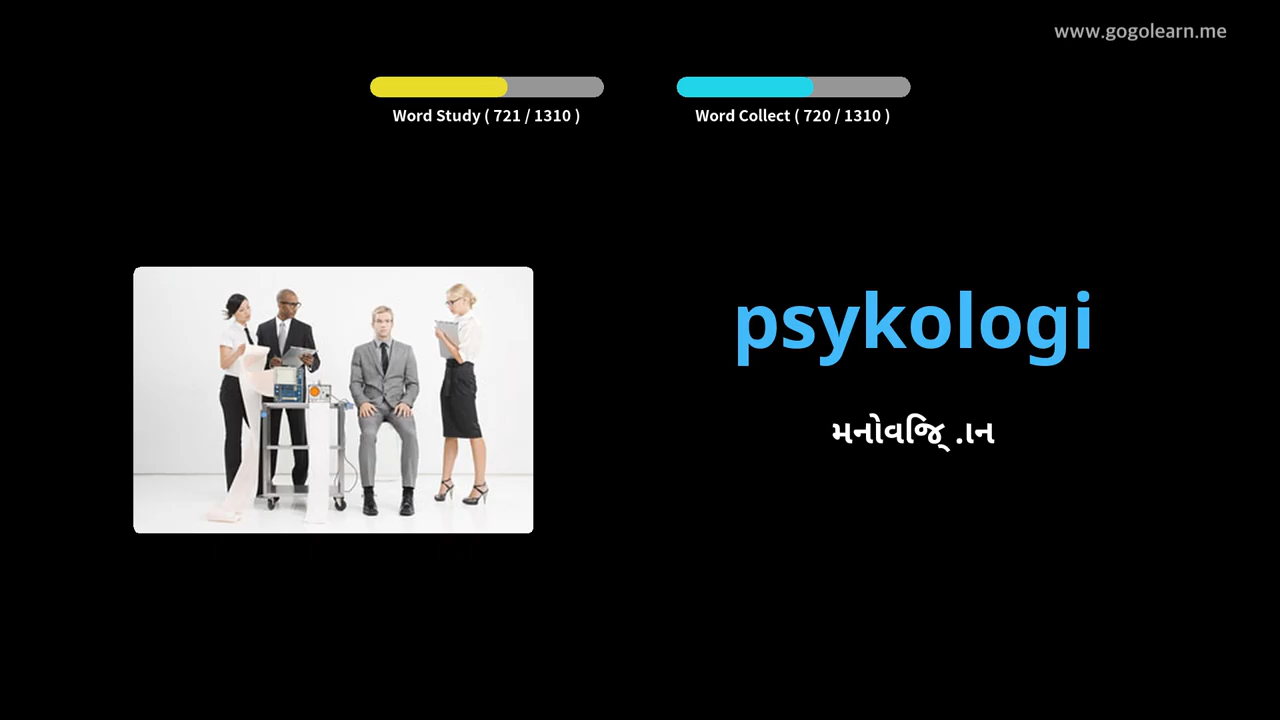 www.gogolearn.me
Word Study ( 721 / 1310 )
Word Collect ( 720 / 1310 )
psykologi
મનોવજ્િ .ાન